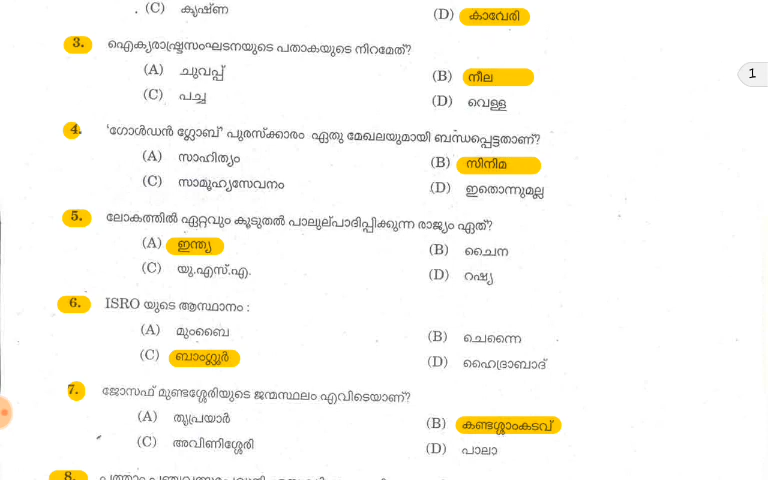 (C) കൃഷ്ണ (D) കാവേരി
3. ഐക്യരാഷ്ട്രസംഘടനയുടെ പതാകയുടെ നിറമേത്?
(A) ചുവപ്പ് (B) നീല
(C) പച്ച (D) വെള്ള
4. 'ഗോൾഡൻ ഗ്ലോബ്' പുരസ്ക്കാരം ഏതു മേഖലയുമായി ബന്ധപ്പെട്ടതാണ്?
(A) സാഹിത്യം (B) സിനിമ
(C) സാമൂഹ്യസേവനം (D) ഇതൊന്നുമല്ല
5. ലോകത്തിൽ ഏറ്റവും കൂടുതൽ പാലുല്പാദിപ്പിക്കുന്ന രാജ്യം ഏത്?
(A) ഇന്ത്യ (B) ചൈന
(C) യു.എസ്.എ. (D) റഷ്യ
6. ISRO യുടെ ആസ്ഥാനം :
(A) മുംബൈ (B) ചെന്നൈ
(C) ബാംഗ്ലൂർ (D) ഹൈദ്രാബാദ്
7. ജോസഫ് മുണ്ടശ്ശേരിയുടെ ജന്മസ്ഥലം എവിടെയാണ്?
(A) തൃപ്രയാർ (B) കണ്ടശ്ശാംകടവ്
(C) അവിണിശ്ശേരി (D) പാലാ
8.
1